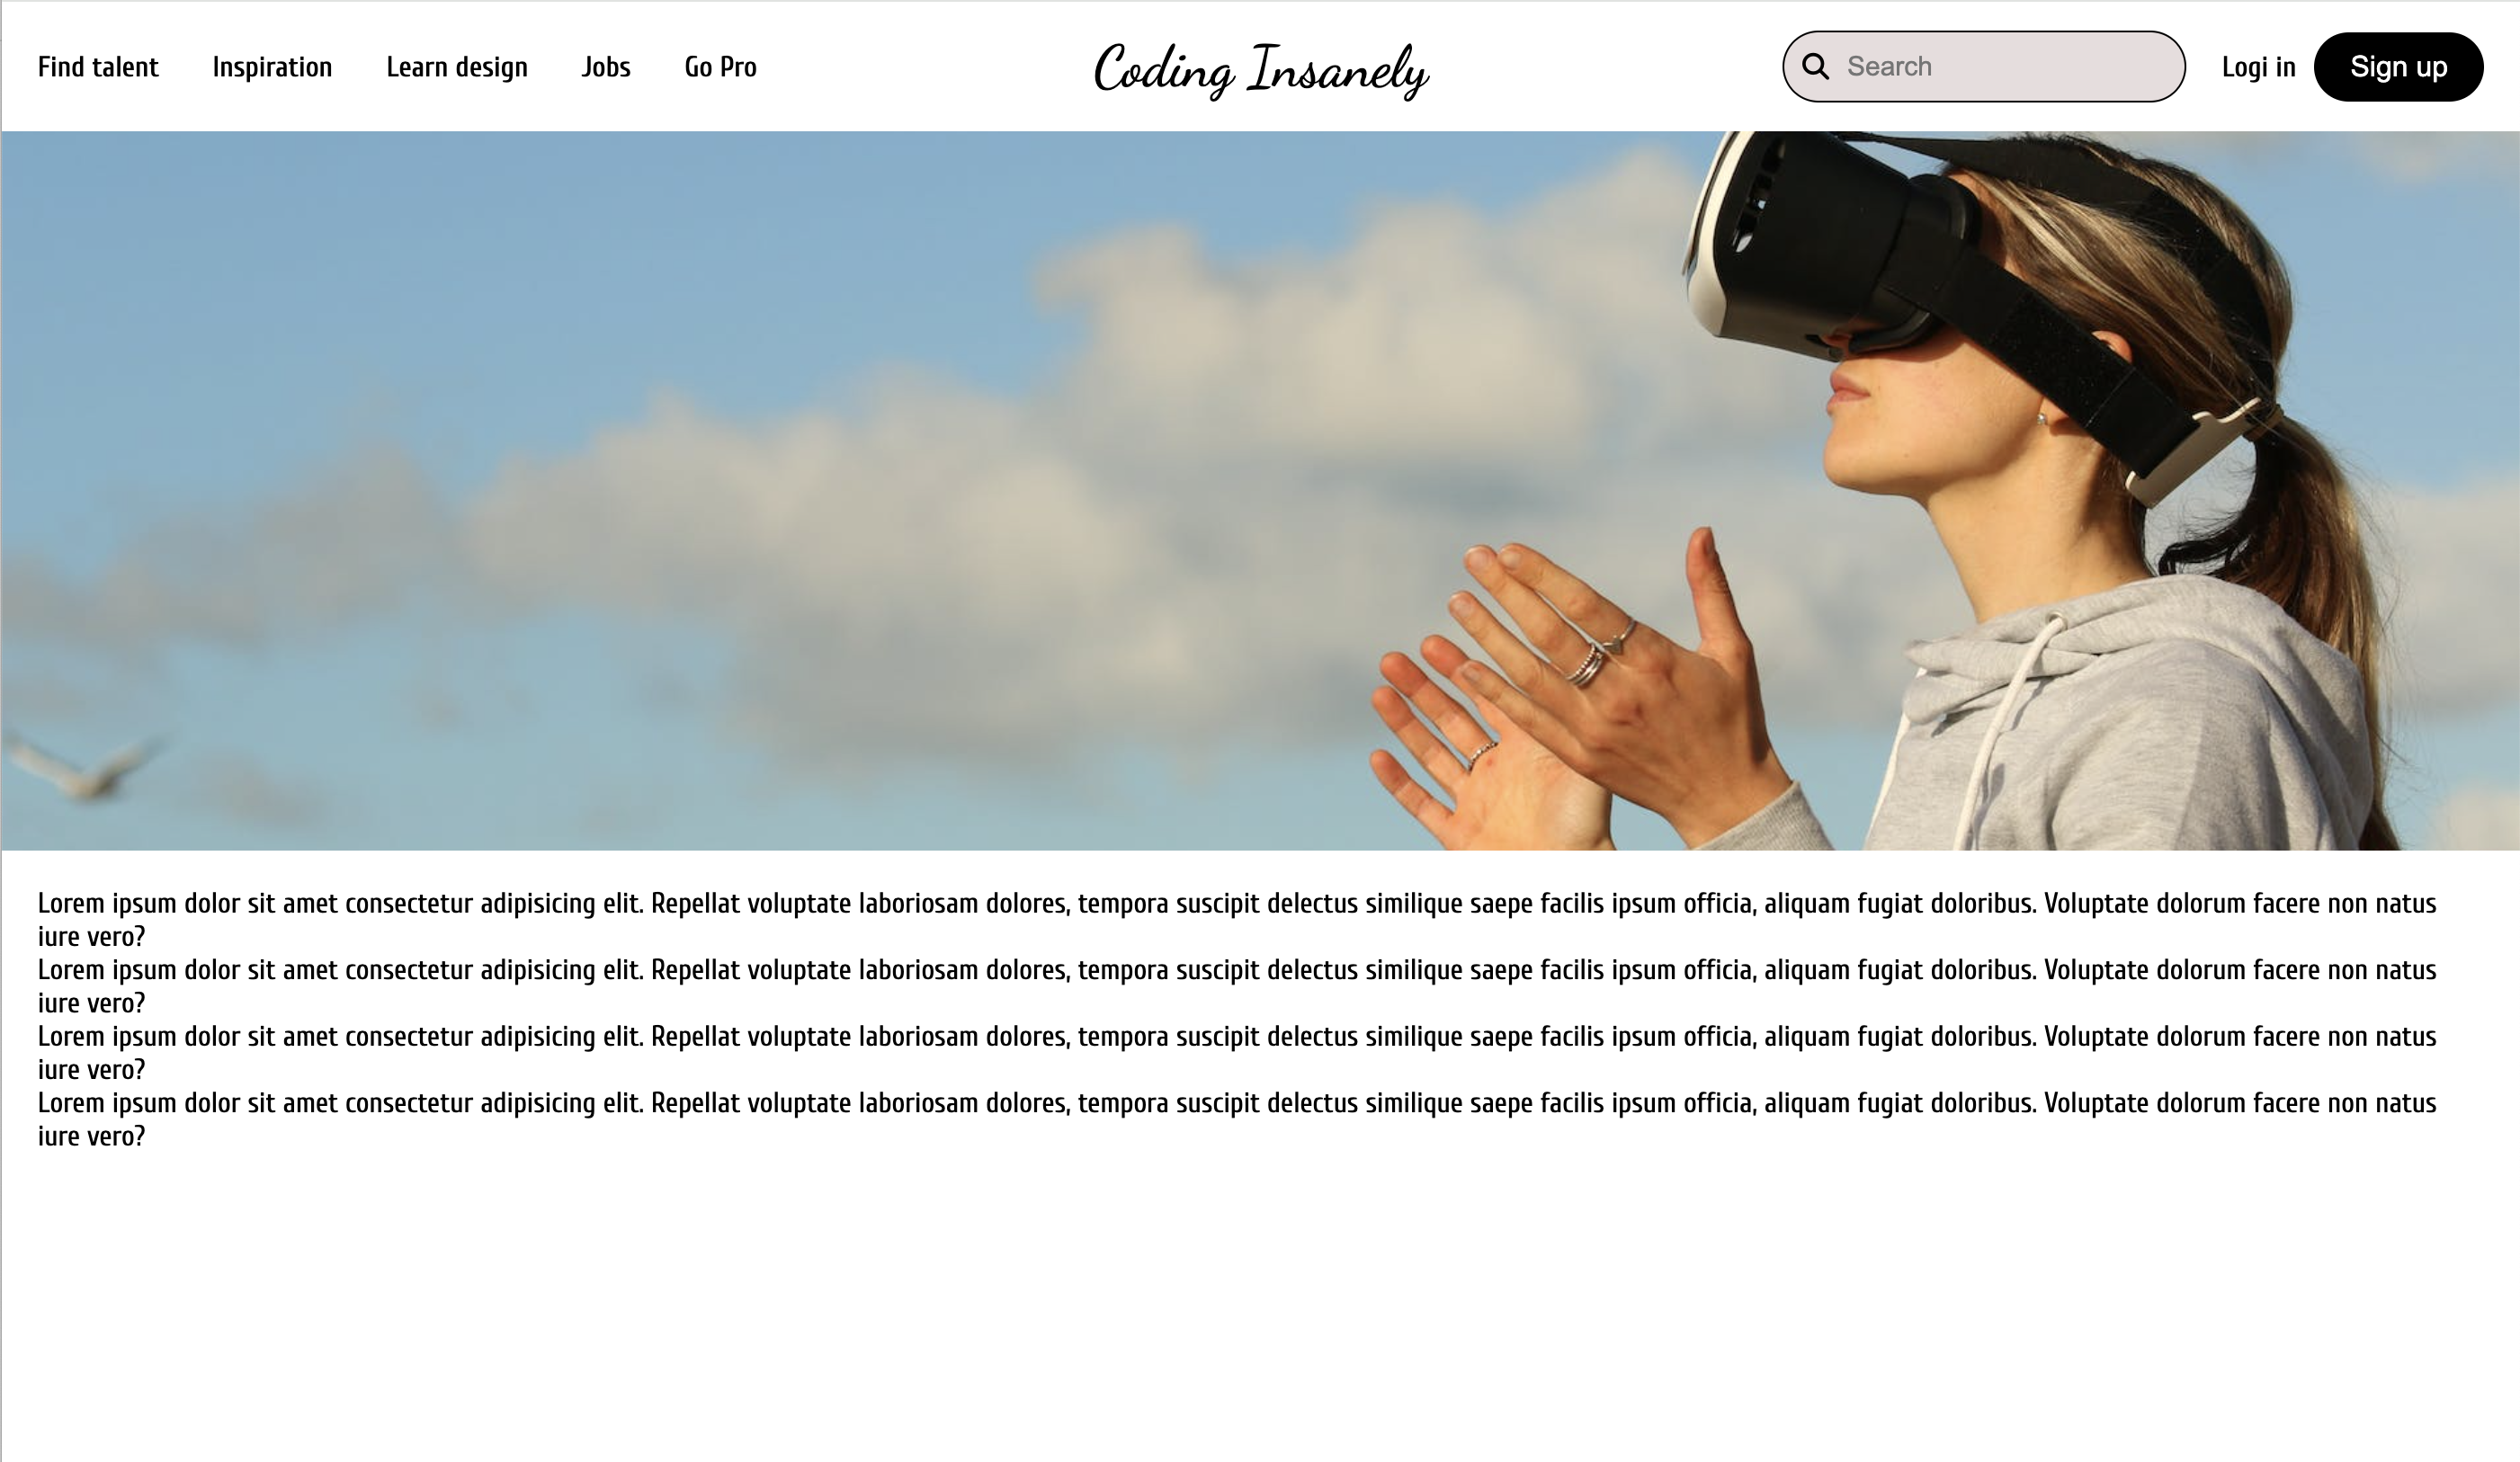 Find talent Inspiration Learn design Jobs Go Pro Coding Insanely Search Logi in Sign up
Lorem ipsum dolor sit amet consectetur adipisicing elit. Repellat voluptate laboriosam dolores, tempora suscipit delectus similique saepe facilis ipsum officia, aliquam fugiat doloribus. Voluptate dolorum facere non natus
iure vero?
Lorem ipsum dolor sit amet consectetur adipisicing elit. Repellat voluptate laboriosam dolores, tempora suscipit delectus similique saepe facilis ipsum officia, aliquam fugiat doloribus. Voluptate dolorum facere non natus
iure vero?
Lorem ipsum dolor sit amet consectetur adipisicing elit. Repellat voluptate laboriosam dolores, tempora suscipit delectus similique saepe facilis ipsum officia, aliquam fugiat doloribus. Voluptate dolorum facere non natus
iure vero?
Lorem ipsum dolor sit amet consectetur adipisicing elit. Repellat voluptate laboriosam dolores, tempora suscipit delectus similique saepe facilis ipsum officia, aliquam fugiat doloribus. Voluptate dolorum facere non natus
iure vero?